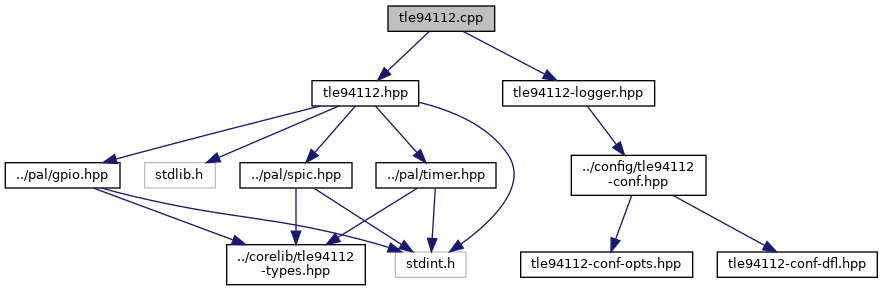 tle94112.cpp
tle94112.hpp
tle94112-logger.hpp
../pal/gpio.hpp
stdlib.h
../pal/spic.hpp
../pal/timer.hpp
../config/tle94112
-conf.hpp
../corelib/tle94112
-types.hpp
stdint.h
tle94112-conf-opts.hpp
tle94112-conf-dfl.hpp